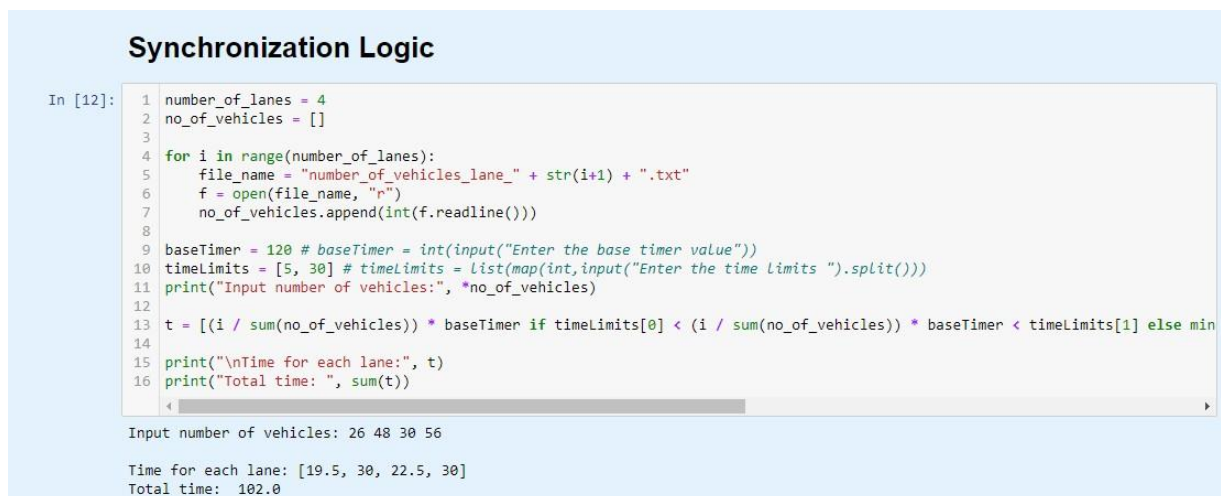 Synchronization Logic
In [12]:
1 number_of_lanes = 4
2 no_of_vehicles = []
3
4 for i in range(number_of_lanes):
5     file_name = "number_of_vehicles_lane_" + str(i+1) + ".txt"
6     f = open(file_name, "r")
7     no_of_vehicles.append(int(f.readline()))
8
9 baseTimer = 120 # baseTimer = int(input("Enter the base timer value"))
10 timeLimits = [5, 30] # timeLimits = list(map(int,input("Enter the time limits ").split()))
11 print("Input number of vehicles:", *no_of_vehicles)
12
13 t = [(i / sum(no_of_vehicles)) * baseTimer if timeLimits[0] < (i / sum(no_of_vehicles)) * baseTimer < timeLimits[1] else min
14
15 print("\nTime for each lane:", t)
16 print("Total time: ", sum(t))
Input number of vehicles: 26 48 30 56
Time for each lane: [19.5, 30, 22.5, 30]
Total time:  102.0